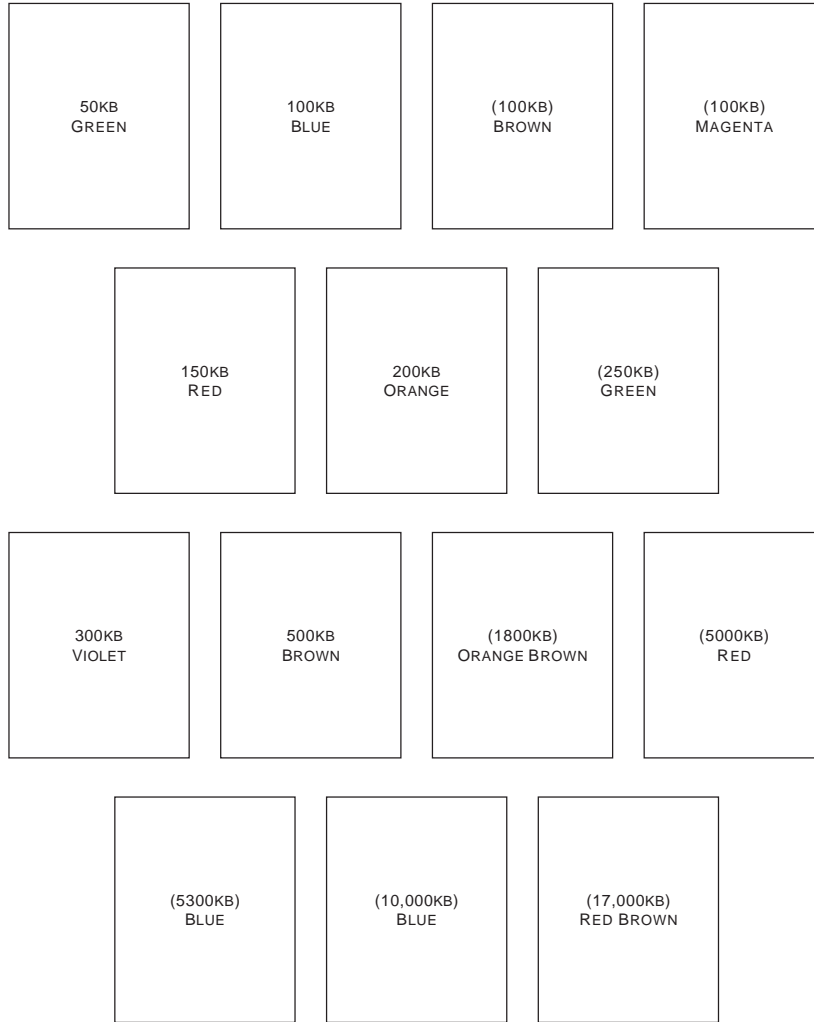 50KB
GREEN
100KB
BLUE
(100KB)
BROWN
(100KB)
MAGENTA
150KB
RED
200KB
ORANGE
(250KB)
GREEN
300KB
VIOLET
500KB
BROWN
(1800KB)
ORANGE BROWN
(5000KB)
RED
(5300KB)
BLUE
(10,000KB)
BLUE
(17,000KB)
RED BROWN